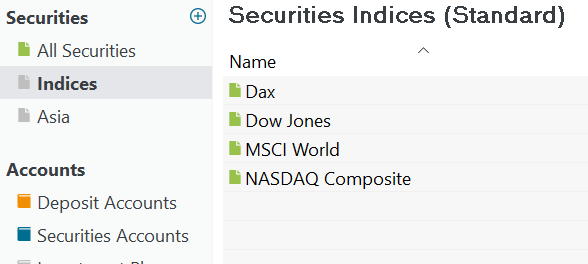 Securities
All Securities
Indices
Asia
Accounts
Deposit Accounts
Securities Accounts
Securities Indices (Standard)
Name
Dax
Dow Jones
MSCI World
NASDAQ Composite